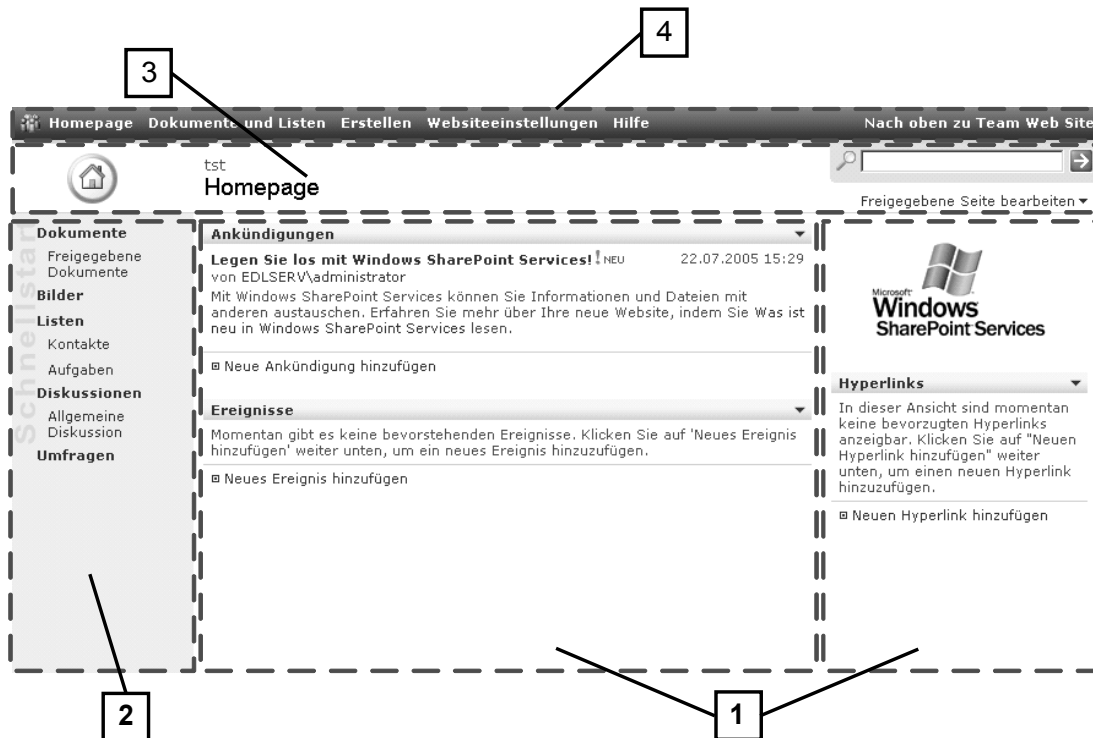 4
3
Homepage Dokumente und Listen Erstellen Websiteeinstellungen Hilfe Nach oben zu Team Web Site
tst
Homepage
Freigegebene Seite bearbeiten
Schnellstart
Dokumente
Freigegebene
Dokumente
Bilder
Listen
Kontakte
Aufgaben
Diskussionen
Allgemeine
Diskussion
Umfragen
Ankündigungen
Legen Sie los mit Windows SharePoint Services! NEU 22.07.2005 15:29
von EDLSERV\administrator
Mit Windows SharePoint Services können Sie Informationen und Dateien mit
anderen austauschen. Erfahren Sie mehr über Ihre neue Website, indem Sie Was ist
neu in Windows SharePoint Services lesen.
Neue Ankündigung hinzufügen
Ereignisse
Momentan gibt es keine bevorstehenden Ereignisse. Klicken Sie auf 'Neues Ereignis
hinzufügen' weiter unten, um ein neues Ereignis hinzuzufügen.
Neues Ereignis hinzufügen
Microsoft
Windows
SharePoint Services
Hyperlinks
In dieser Ansicht sind momentan
keine bevorzugten Hyperlinks
anzeigbar. Klicken Sie auf "Neuen
Hyperlink hinzufügen" weiter
unten, um einen neuen Hyperlink
hinzuzufügen.
Neuen Hyperlink hinzufügen
2
1